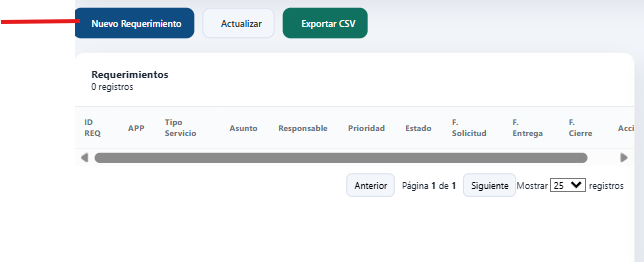 Nuevo Requerimiento Actualizar Exportar CSV
Requerimientos
0 registros
ID REQ APP Tipo Servicio Asunto Responsable Prioridad Estado F. Solicitud F. Entrega F. Cierre Acci
Anterior Página 1 de 1 Siguiente Mostrar 25 registros